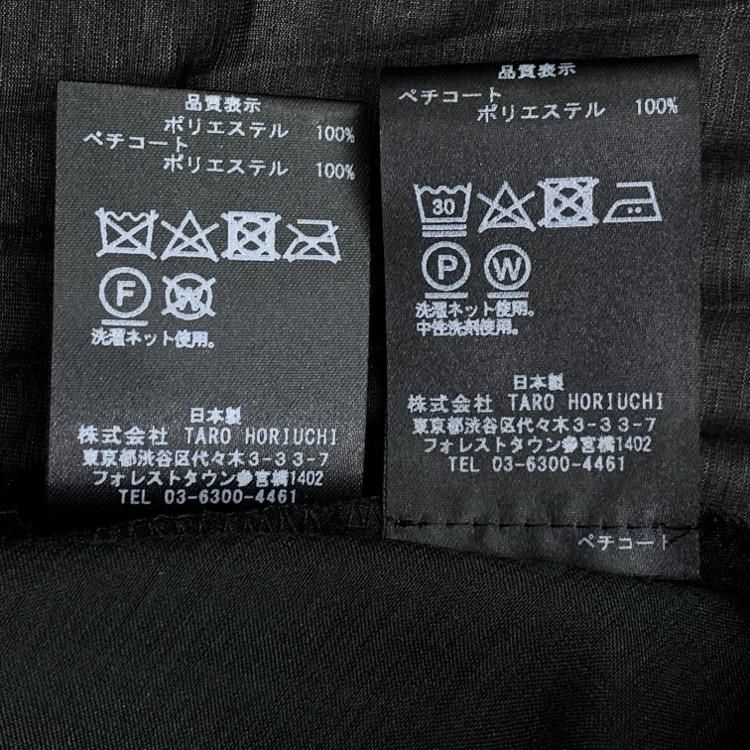 品質表示
ポリエステル 100%
ペチコート
ポリエステル 100%
F
W
洗濯ネット使用。
日本製
株式会社 TARO HORIUCHI
東京都渋谷区代々木3-33-7
フォレストタウン参宮橋1402
TEL 03-6300-4461
品質表示
ペチコート
ポリエステル 100%
30
P
W
洗濯ネット使用。
中性洗剤使用。
日本製
株式会社 TARO HORIUCHI
東京都渋谷区代々木3-33-7
フォレストタウン参宮橋1402
TEL 03-6300-4461
ペチコート